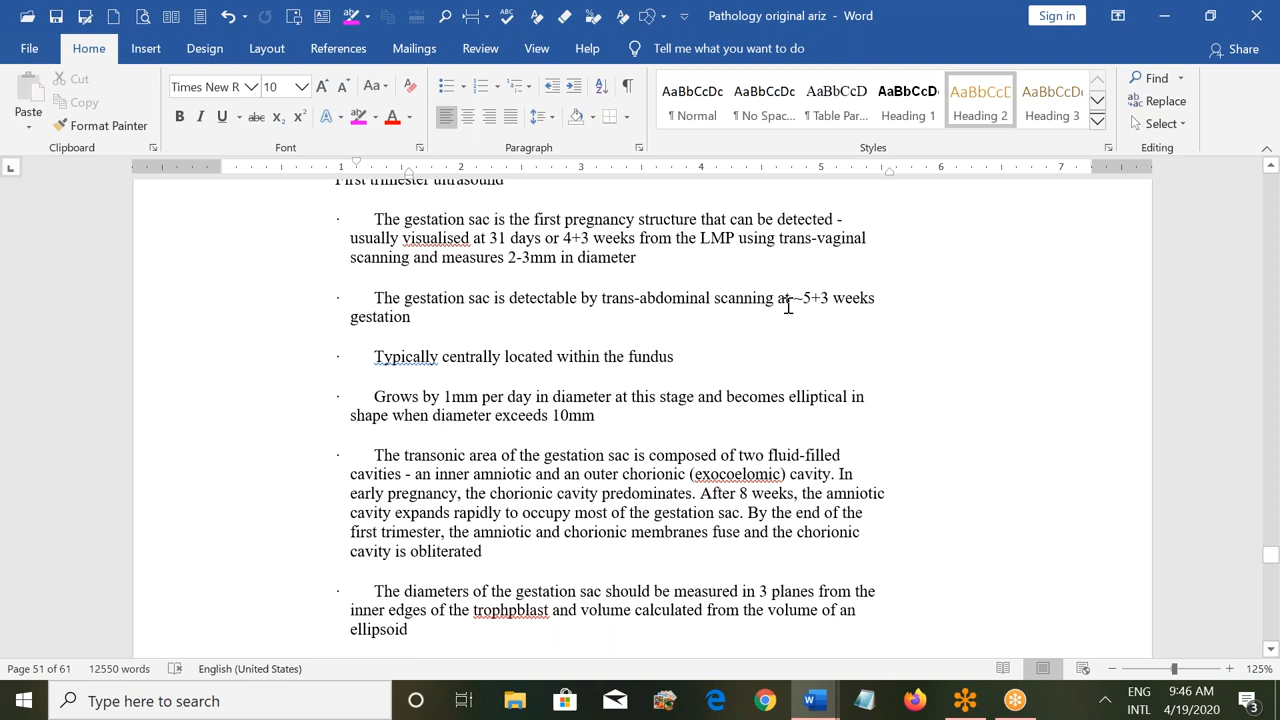 Pathology original ariz - Word
Sign in
File Home Insert Design Layout References Mailings Review View Help Tell me what you want to do Share
Paste
Cut
Copy
Format Painter
Clipboard
Times New R 10
Font
Paragraph
AaBbCcDc AaBbCcDc AaBbCcD AaBbCcD AaBbCcD AaBbCcDc
¶ Normal ¶ No Spac... ¶ Table Par... Heading 1 Heading 2 Heading 3
Styles
Find
Replace
Select
Editing
1 2 3 4 5 6 7
First trimester ultrasound
· The gestation sac is the first pregnancy structure that can be detected -
usually visualised at 31 days or 4+3 weeks from the LMP using trans-vaginal
scanning and measures 2-3mm in diameter
· The gestation sac is detectable by trans-abdominal scanning at ~5+3 weeks
gestation
· Typically centrally located within the fundus
· Grows by 1mm per day in diameter at this stage and becomes elliptical in
shape when diameter exceeds 10mm
· The transonic area of the gestation sac is composed of two fluid-filled
cavities - an inner amniotic and an outer chorionic (exocoelomic) cavity. In
early pregnancy, the chorionic cavity predominates. After 8 weeks, the amniotic
cavity expands rapidly to occupy most of the gestation sac. By the end of the
first trimester, the amniotic and chorionic membranes fuse and the chorionic
cavity is obliterated
· The diameters of the gestation sac should be measured in 3 planes from the
inner edges of the trophpblast and volume calculated from the volume of an
ellipsoid
Page 51 of 61 12550 words English (United States) 125%
Type here to search
ENG
INTL
9:46 AM
4/19/2020
3